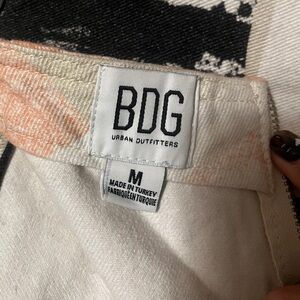 BDG
URBAN OUTFITTERS
M
MADE IN TURKEY
FABRIQUÉ EN TURQUIE